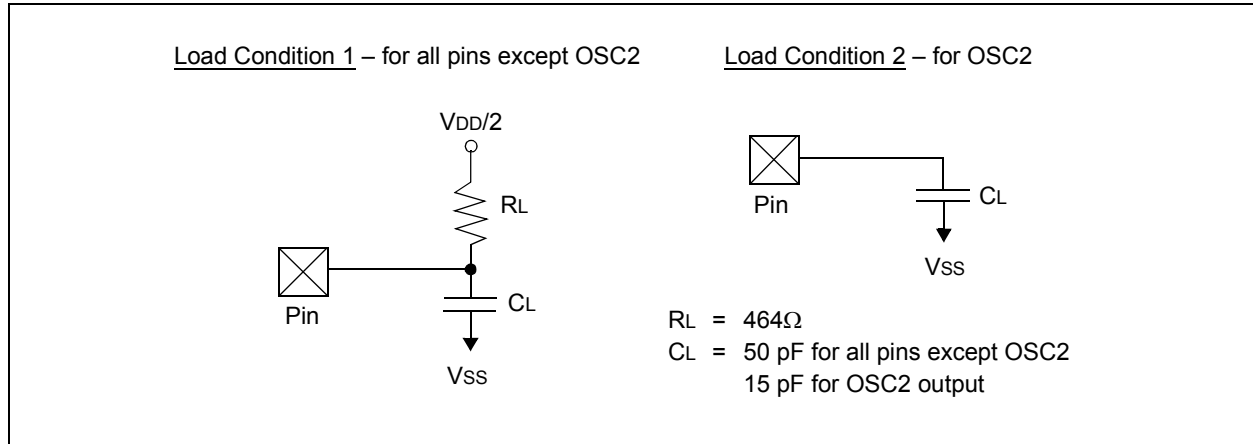 Load Condition 1 – for all pins except OSC2
VDD/2
RL
Pin
CL
VSS
Load Condition 2 – for OSC2
Pin
CL
VSS
RL = 464Ω
CL = 50 pF for all pins except OSC2
15 pF for OSC2 output